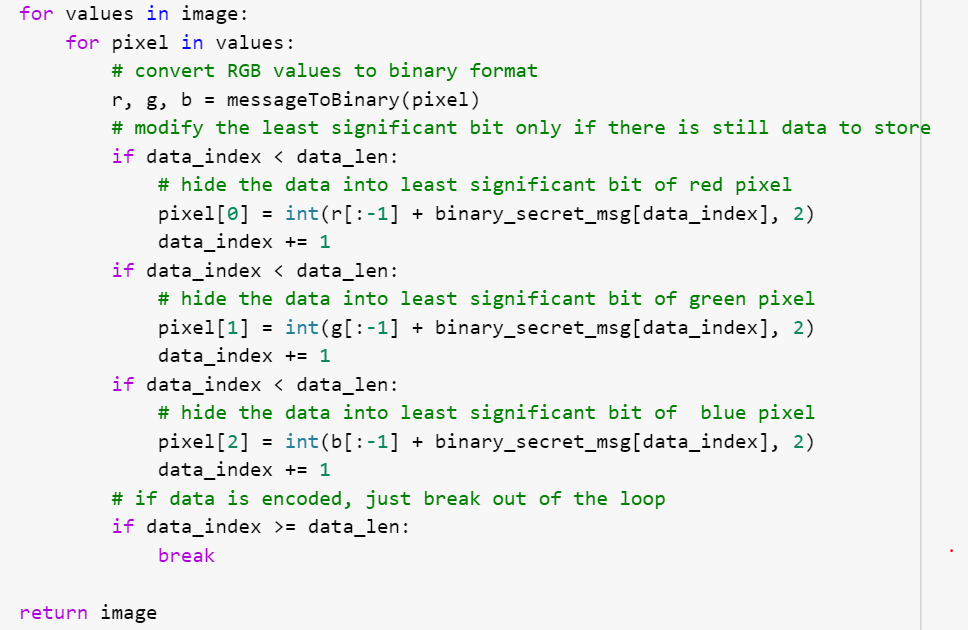 for values in image:
    for pixel in values:
        # convert RGB values to binary format
        r, g, b = messageToBinary(pixel)
        # modify the least significant bit only if there is still data to store
        if data_index < data_len:
            # hide the data into least significant bit of red pixel
            pixel[0] = int(r[:-1] + binary_secret_msg[data_index], 2)
            data_index += 1
        if data_index < data_len:
            # hide the data into least significant bit of green pixel
            pixel[1] = int(g[:-1] + binary_secret_msg[data_index], 2)
            data_index += 1
        if data_index < data_len:
            # hide the data into least significant bit of  blue pixel
            pixel[2] = int(b[:-1] + binary_secret_msg[data_index], 2)
            data_index += 1
        # if data is encoded, just break out of the loop
        if data_index >= data_len:
            break
return image